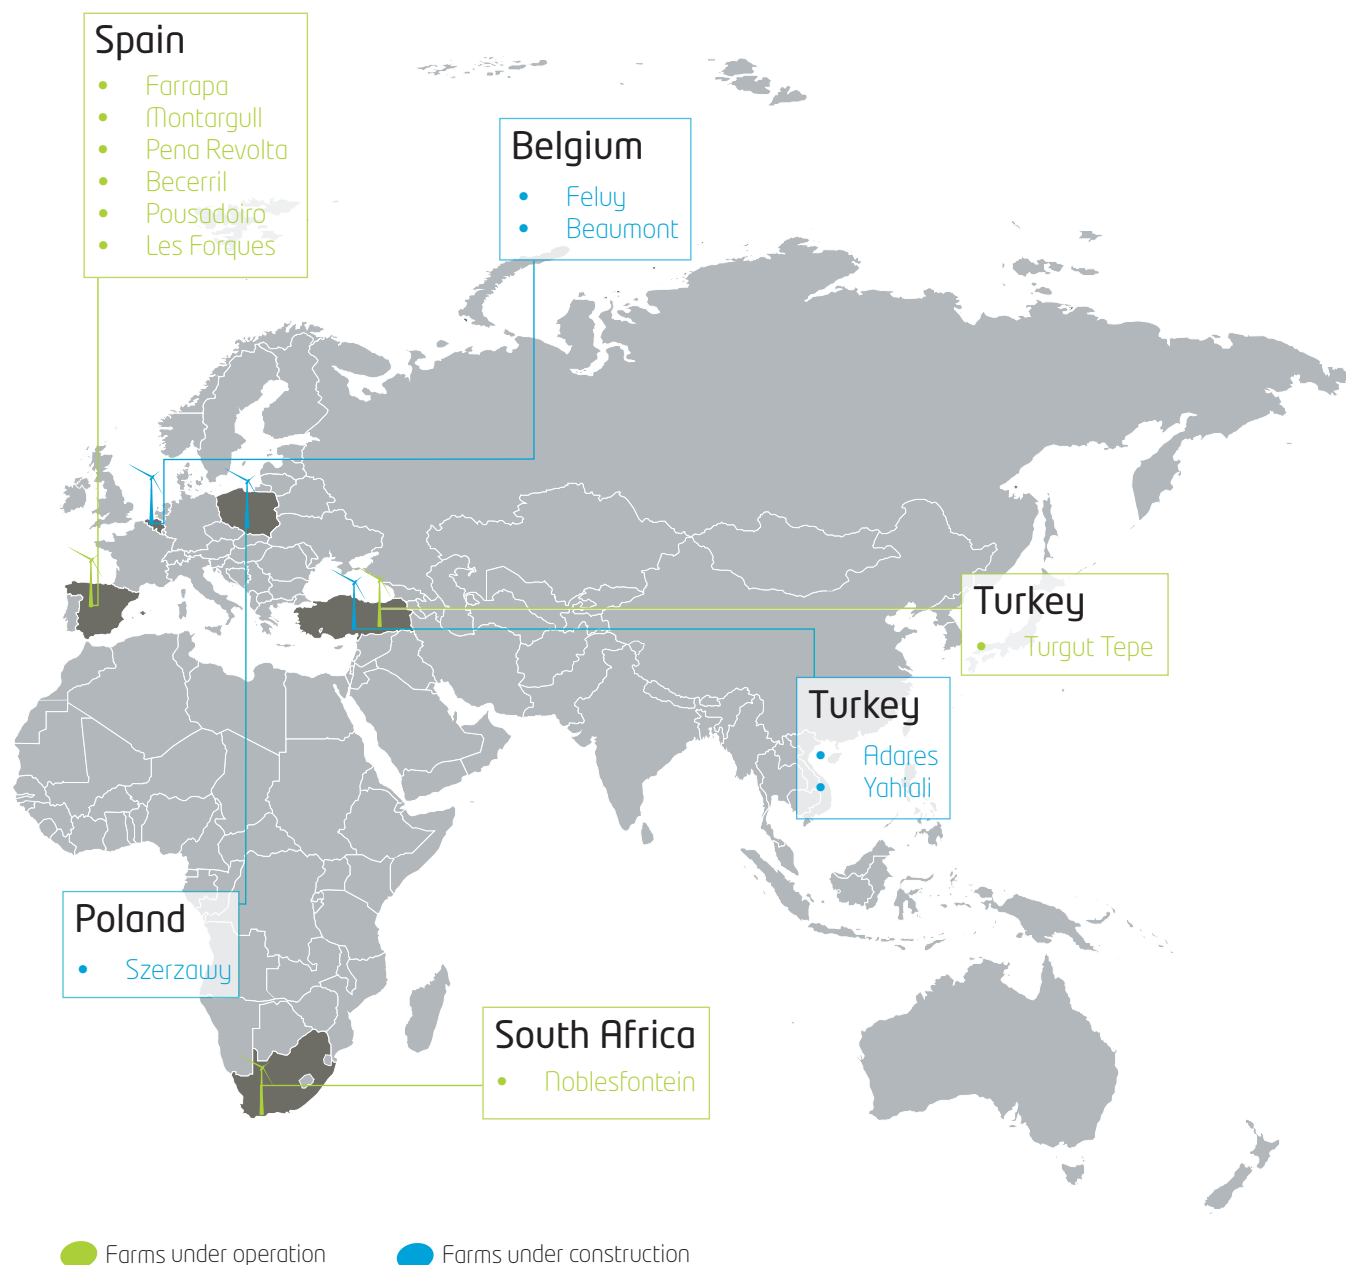 Spain
• Farrapa
• Montargull
• Pena Revolta
• Becerril
• Pousadoiro
• Les Forques
Belgium
• Feluy
• Beaumont
Turkey
• Turgut Tepe
Turkey
• Adares
• Yahiali
Poland
• Szerzawy
South Africa
• Noblesfontein
Farms under operation
Farms under construction